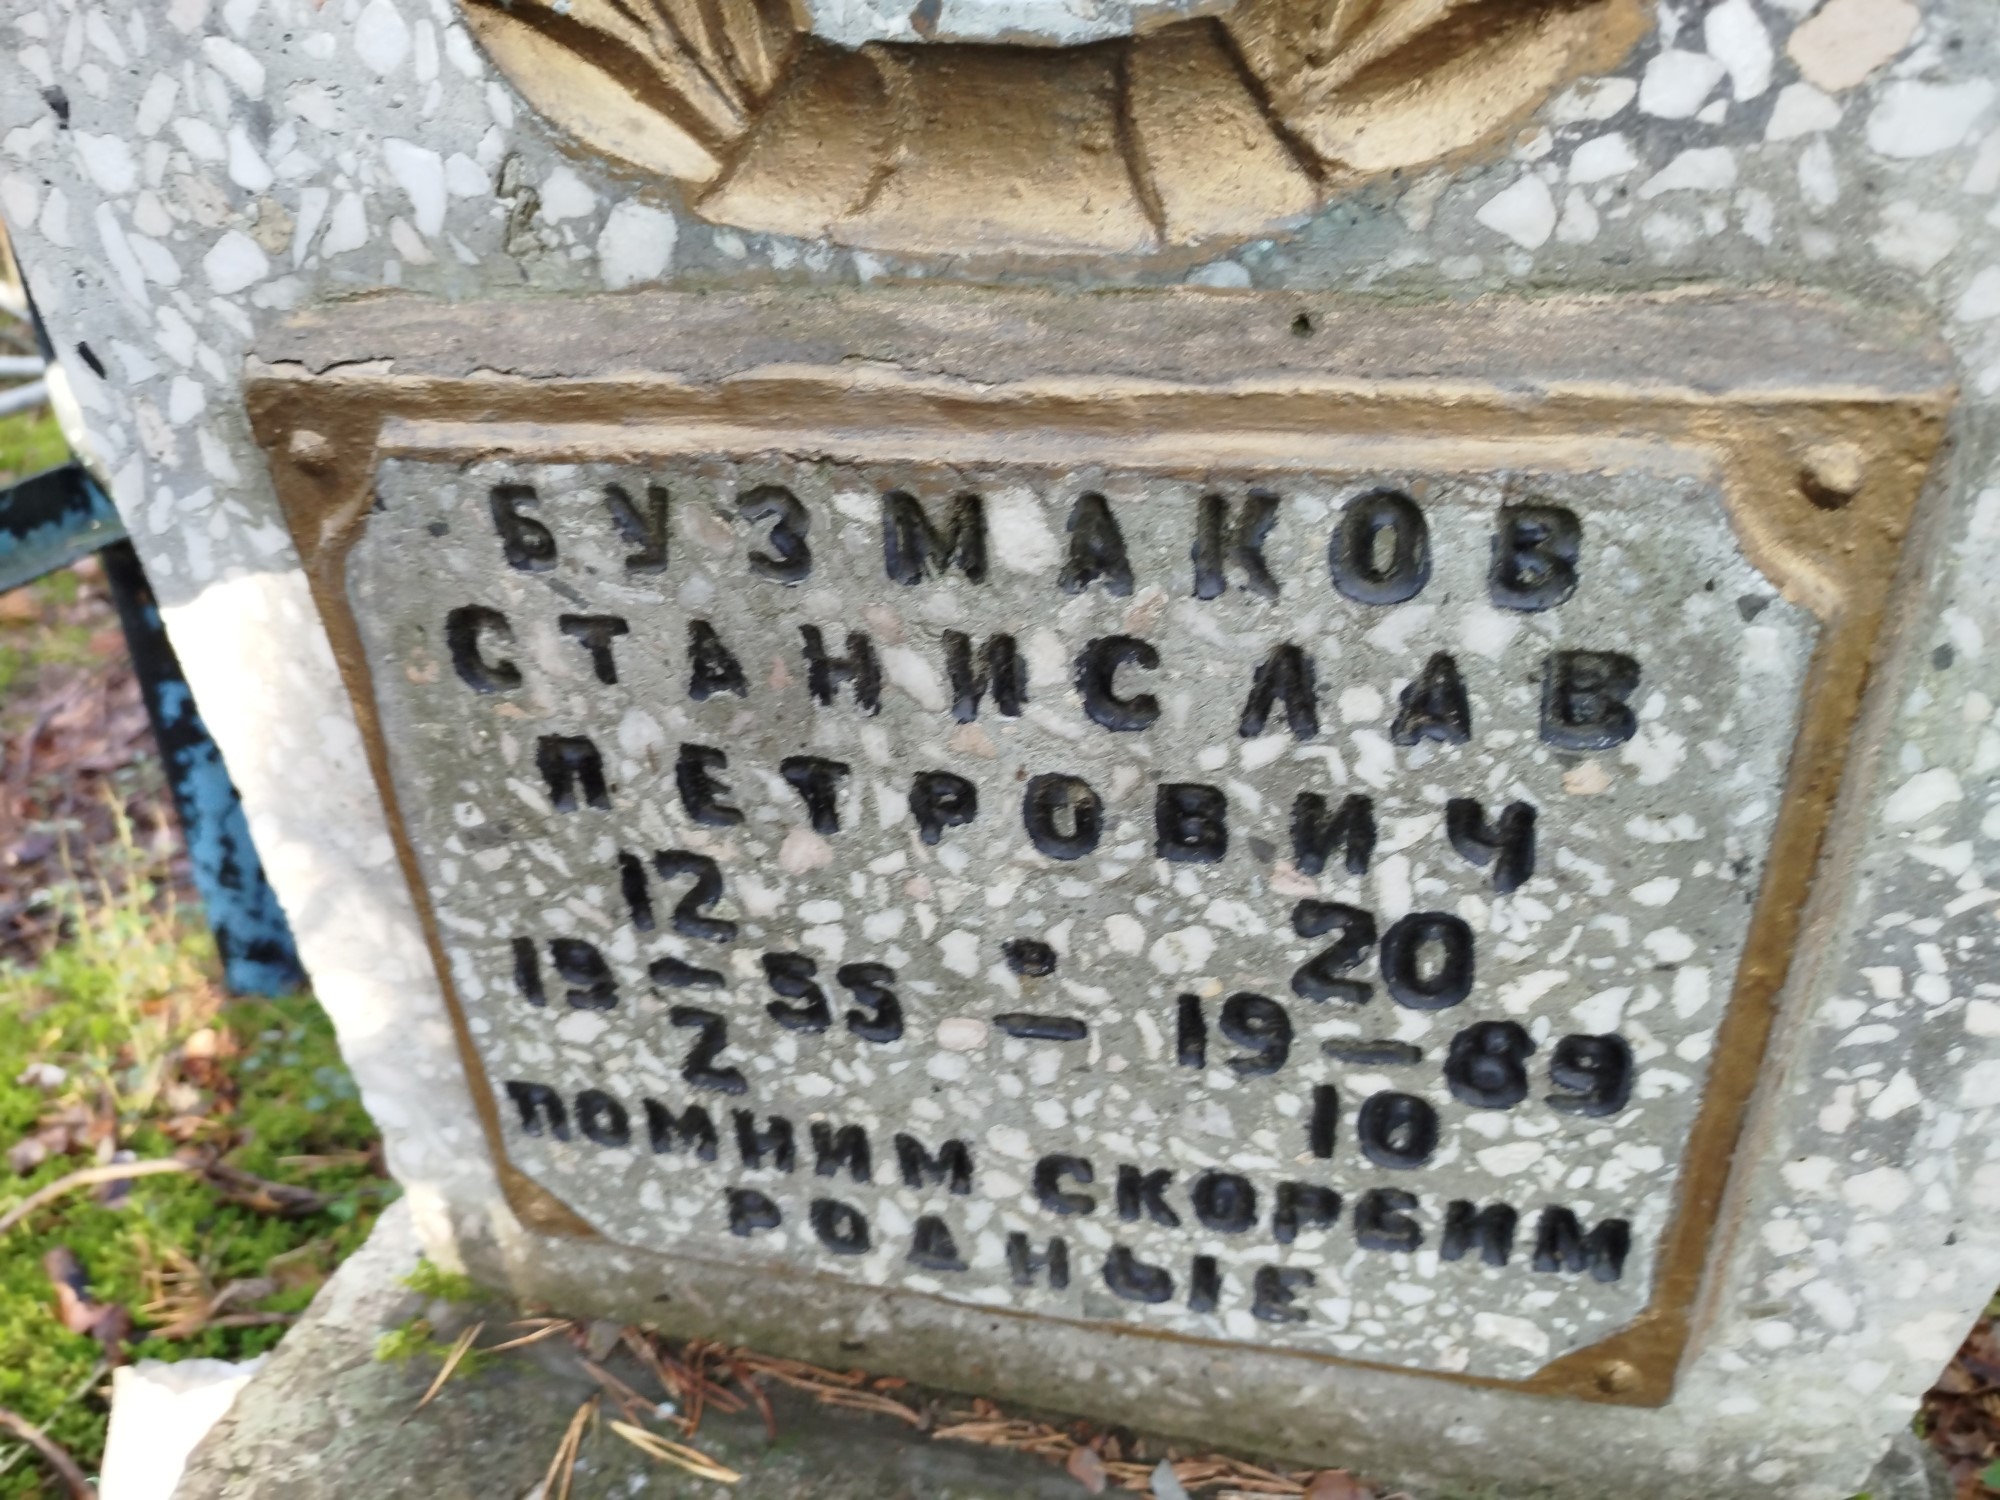 БУЗМАКОВ
СТАНИСЛАВ
ПЕТРОВИЧ
12 20
19—55 • — 19—89
2 10
ПОМНИМ СКОРБИМ
РОДНЫЕ